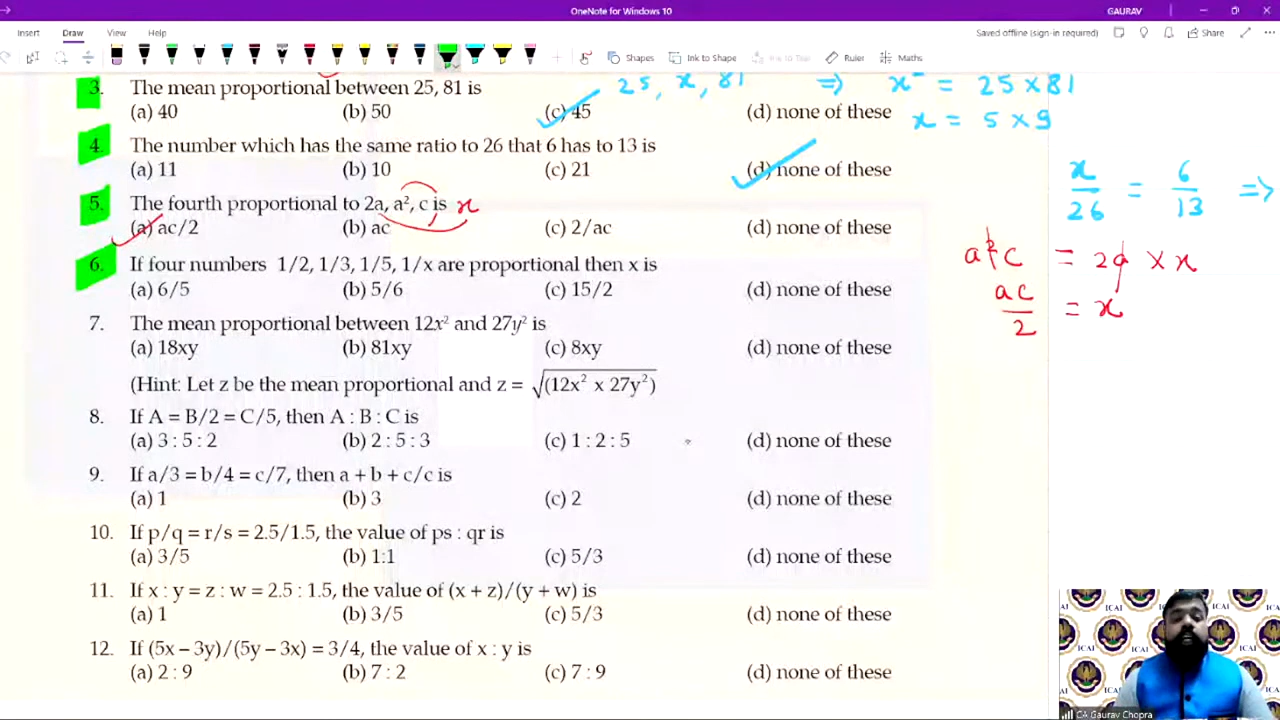 OneNote for Windows 10
GAURAV
Insert Draw View Help
Saved offline (sign-in required)
Share
Shapes
Ink to Shape
Ink to Text
Ruler
Maths
3. The mean proportional between 25, 81 is
(a) 40 (b) 50 (c) 45 (d) none of these
25, x, 81 ⇒ x² = 25 × 81
x = 5 × 9
4. The number which has the same ratio to 26 that 6 has to 13 is
(a) 11 (b) 10 (c) 21 (d) none of these
x/26 = 6/13 ⇒
5. The fourth proportional to 2a, a², c is x
(a) ac/2 (b) ac (c) 2/ac (d) none of these
a²c = 2a × x
ac/2 = x
6. If four numbers 1/2, 1/3, 1/5, 1/x are proportional then x is
(a) 6/5 (b) 5/6 (c) 15/2 (d) none of these
7. The mean proportional between 12x² and 27y² is
(a) 18xy (b) 81xy (c) 8xy (d) none of these
(Hint: Let z be the mean proportional and z = √(12x² x 27y²)
8. If A = B/2 = C/5, then A : B : C is
(a) 3 : 5 : 2 (b) 2 : 5 : 3 (c) 1 : 2 : 5 (d) none of these
9. If a/3 = b/4 = c/7, then a + b + c/c is
(a) 1 (b) 3 (c) 2 (d) none of these
10. If p/q = r/s = 2.5/1.5, the value of ps : qr is
(a) 3/5 (b) 1:1 (c) 5/3 (d) none of these
11. If x : y = z : w = 2.5 : 1.5, the value of (x + z)/(y + w) is
(a) 1 (b) 3/5 (c) 5/3 (d) none of these
12. If (5x – 3y)/(5y – 3x) = 3/4, the value of x : y is
(a) 2 : 9 (b) 7 : 2 (c) 7 : 9 (d) none of these
CA Gaurav Chopra